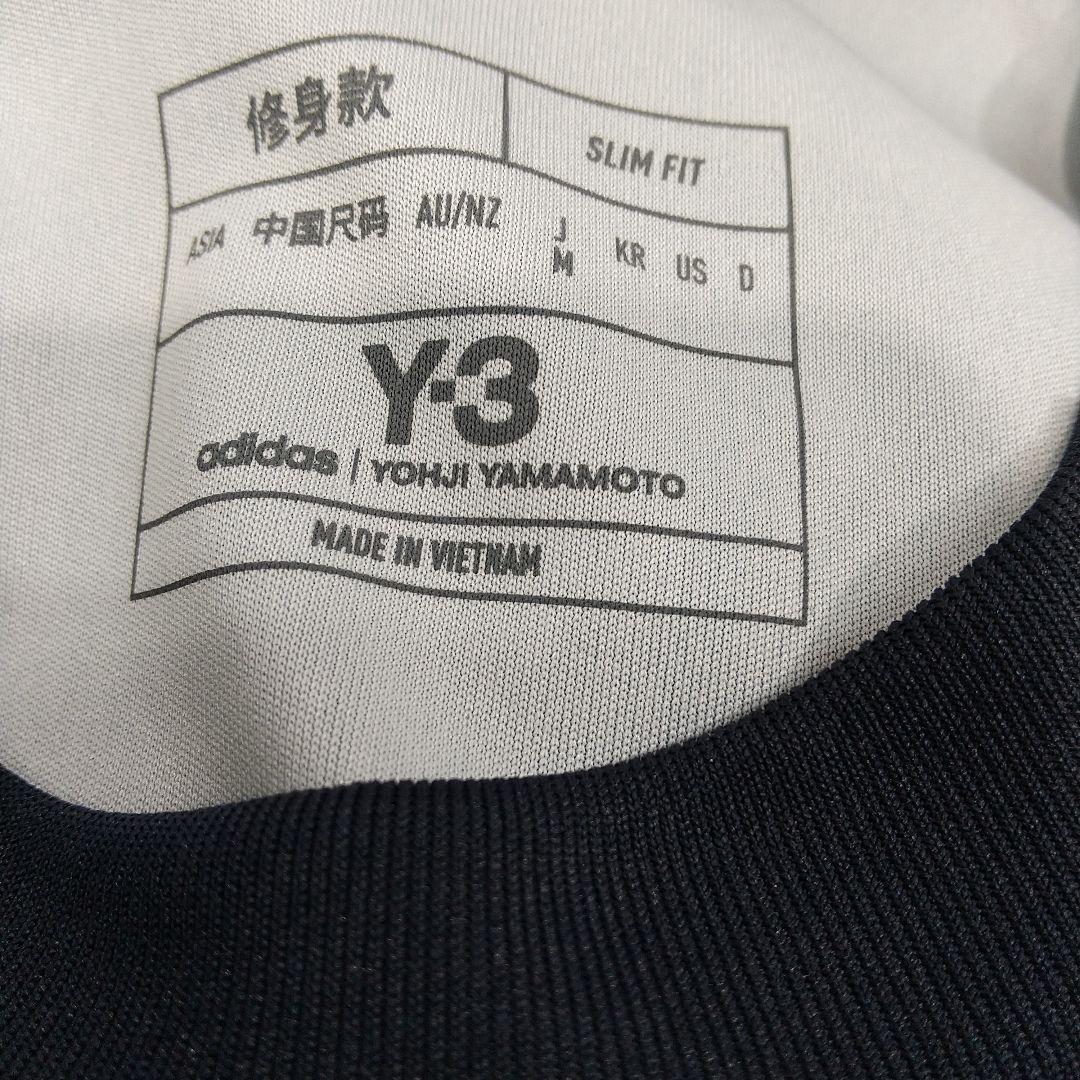 修身款 SLIM FIT
ASIA 中国尺码 AU/NZ J KR US D
M
Y-3
adidas | YOHJI YAMAMOTO
MADE IN VIETNAM